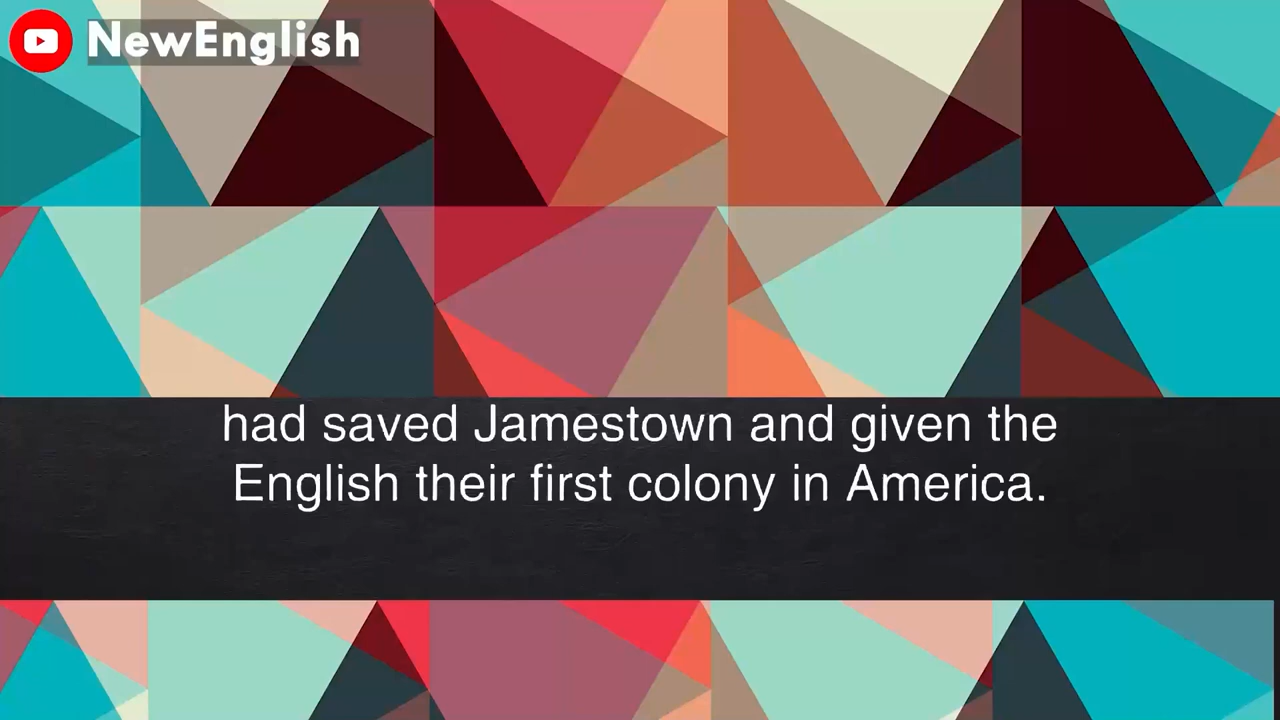 NewEnglish
had saved Jamestown and given the
English their first colony in America.